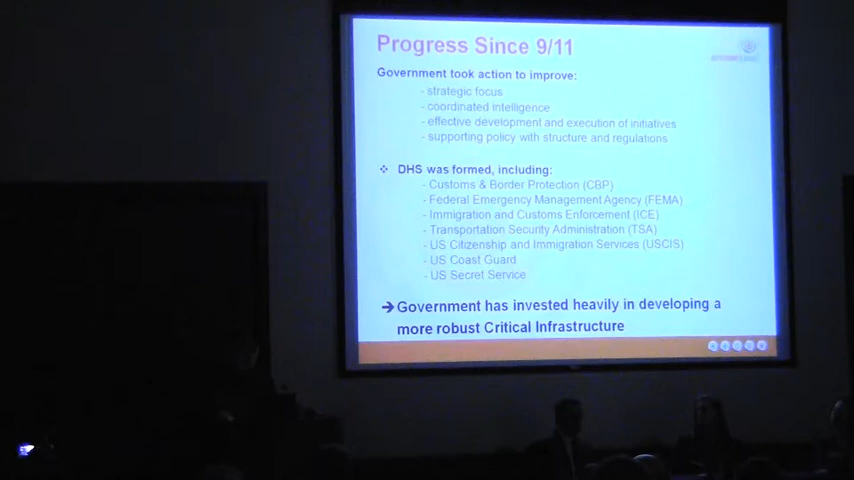 Progress Since 9/11
Government took action to improve:
- strategic focus
- coordinated intelligence
- effective development and execution of initiatives
- supporting policy with structure and regulations
❖ DHS was formed, including:
- Customs & Border Protection (CBP)
- Federal Emergency Management Agency (FEMA)
- Immigration and Customs Enforcement (ICE)
- Transportation Security Administration (TSA)
- US Citizenship and Immigration Services (USCIS)
- US Coast Guard
- US Secret Service
➔ Government has invested heavily in developing a
more robust Critical Infrastructure